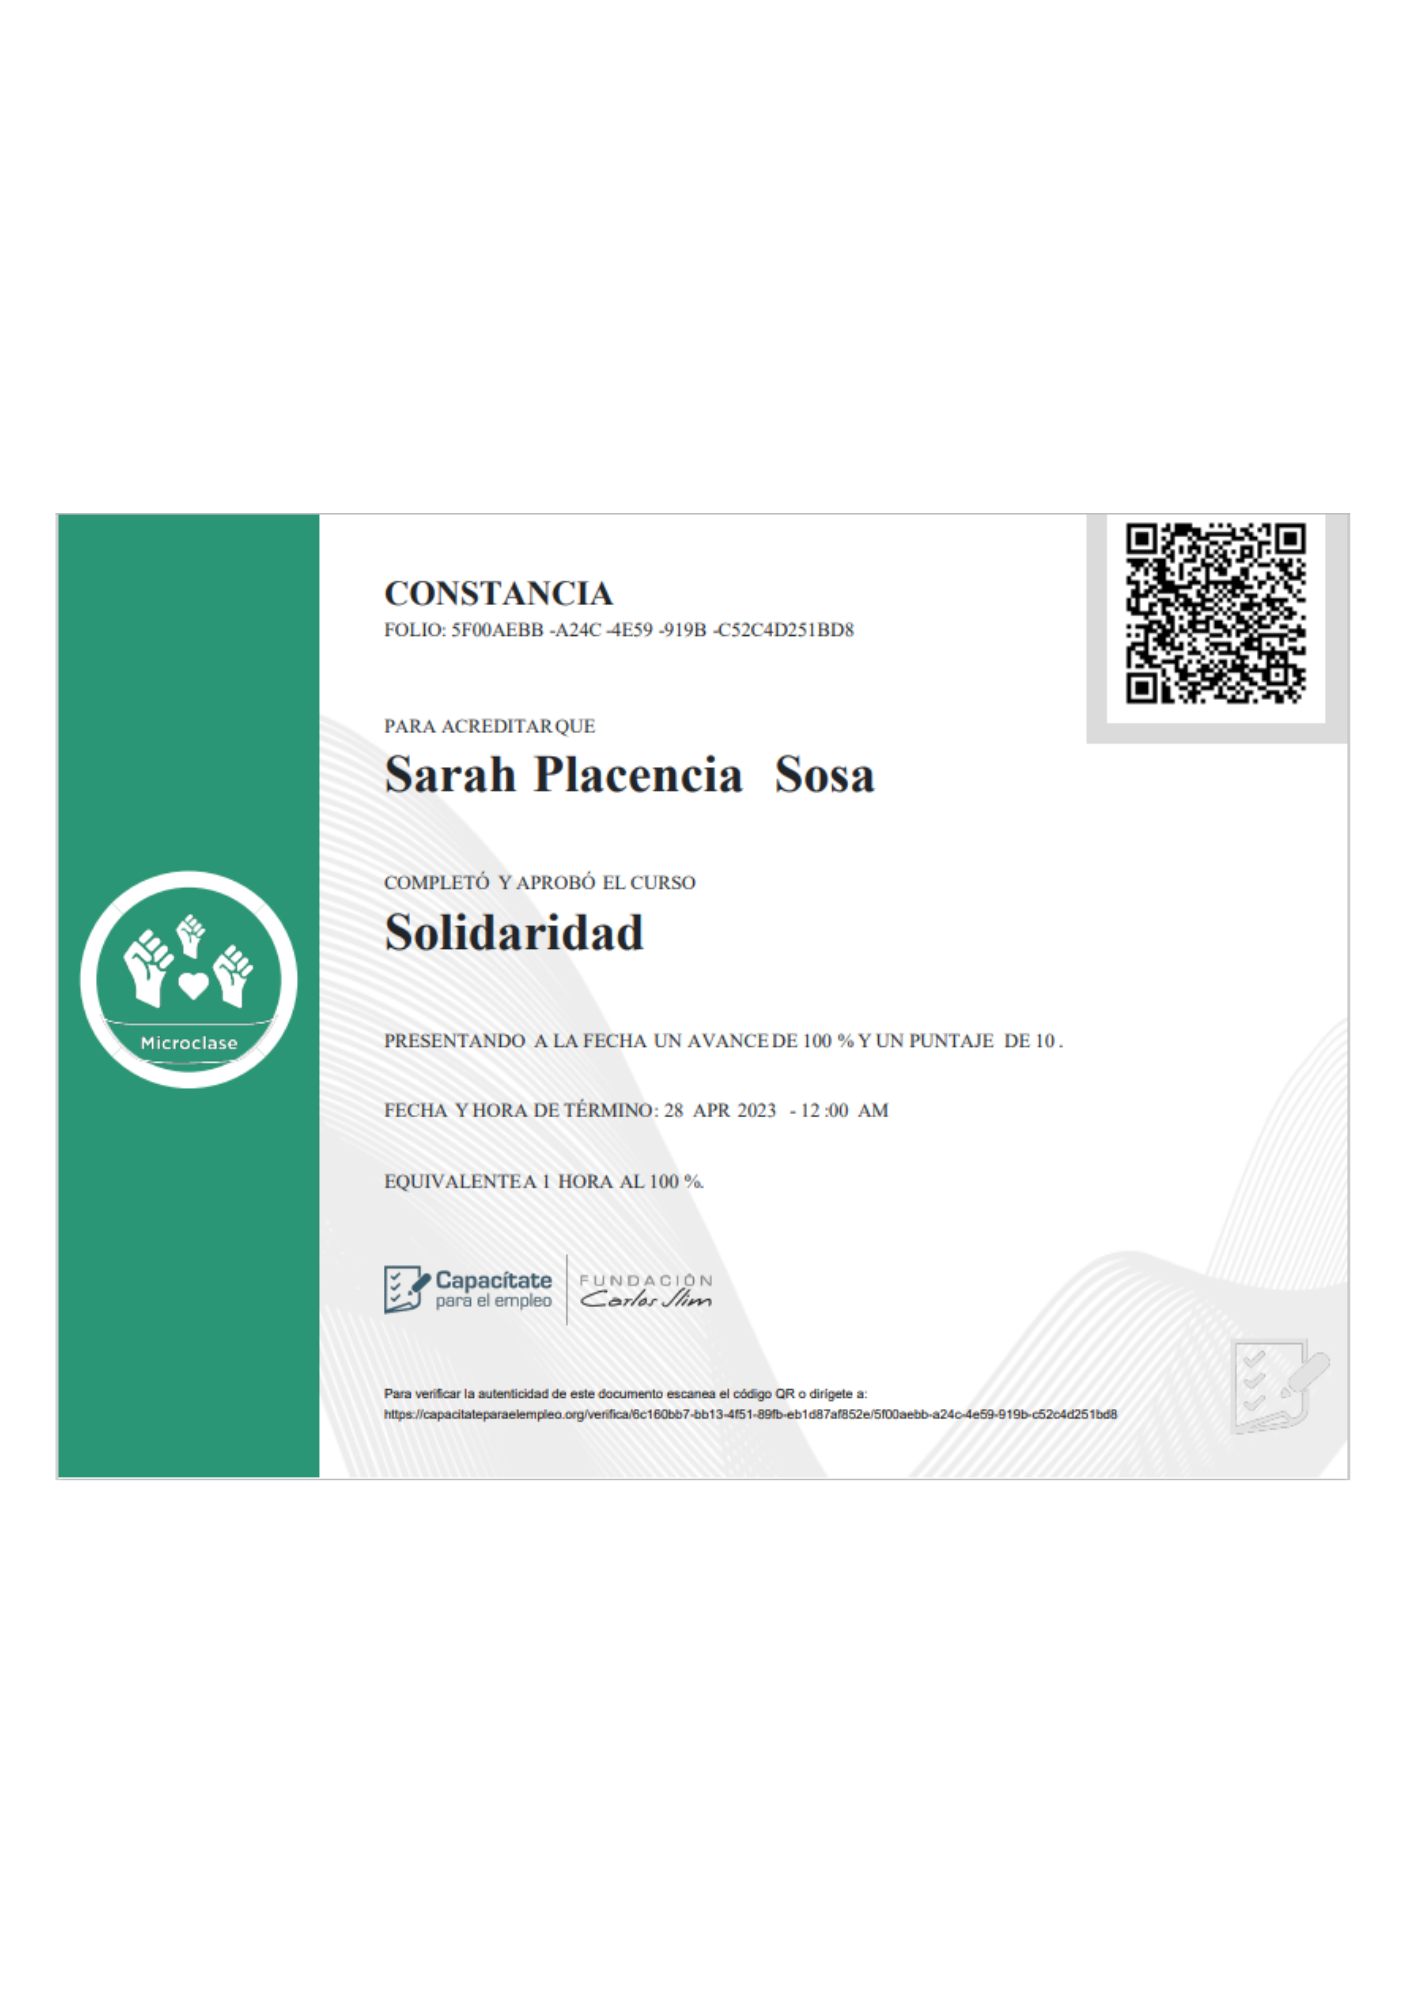 CONSTANCIA
FOLIO: 5F00AEBB -A24C -4E59 -919B -C52C4D251BD8
PARA ACREDITAR QUE
Sarah Placencia Sosa
COMPLETÓ Y APROBÓ EL CURSO
Solidaridad
Microclase
PRESENTANDO A LA FECHA UN AVANCE DE 100 % Y UN PUNTAJE DE 10 .
FECHA Y HORA DE TÉRMINO: 28 APR 2023 - 12 :00 AM
EQUIVALENTE A 1 HORA AL 100 %.
Capacítate
para el empleo
FUNDACIÓN
Carlos Slim
Para verificar la autenticidad de este documento escanea el código QR o dirígete a:
https://capacitateparaelempleo.org/verifica/6c160bb7-bb13-4f51-89fb-eb1d87af852e/5f00aebb-a24c-4e59-919b-c52c4d251bd8